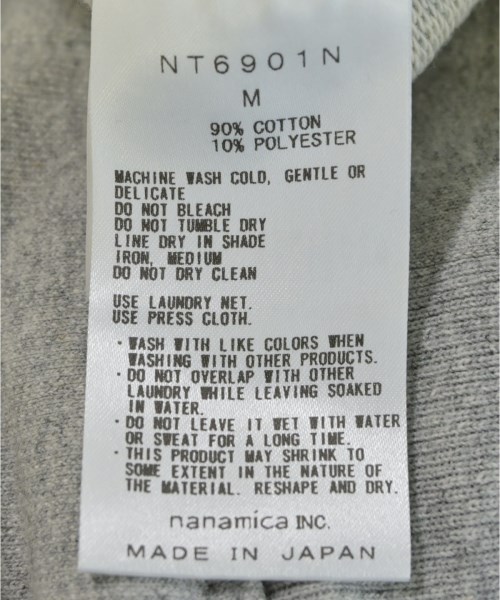 NT6901N
M
90% COTTON
10% POLYESTER
MACHINE WASH COLD, GENTLE OR
DELICATE
DO NOT BLEACH
DO NOT TUMBLE DRY
LINE DRY IN SHADE
IRON, MEDIUM
DO NOT DRY CLEAN
USE LAUNDRY NET.
USE PRESS CLOTH.
・WASH WITH LIKE COLORS WHEN
WASHING WITH OTHER PRODUCTS.
・DO NOT OVERLAP WITH OTHER
LAUNDRY WHILE LEAVING SOAKED
IN WATER.
・DO NOT LEAVE IT WET WITH WATER
OR SWEAT FOR A LONG TIME.
・THIS PRODUCT MAY SHRINK TO
SOME EXTENT IN THE NATURE OF
THE MATERIAL. RESHAPE AND DRY.
nanamica INC.
MADE IN JAPAN